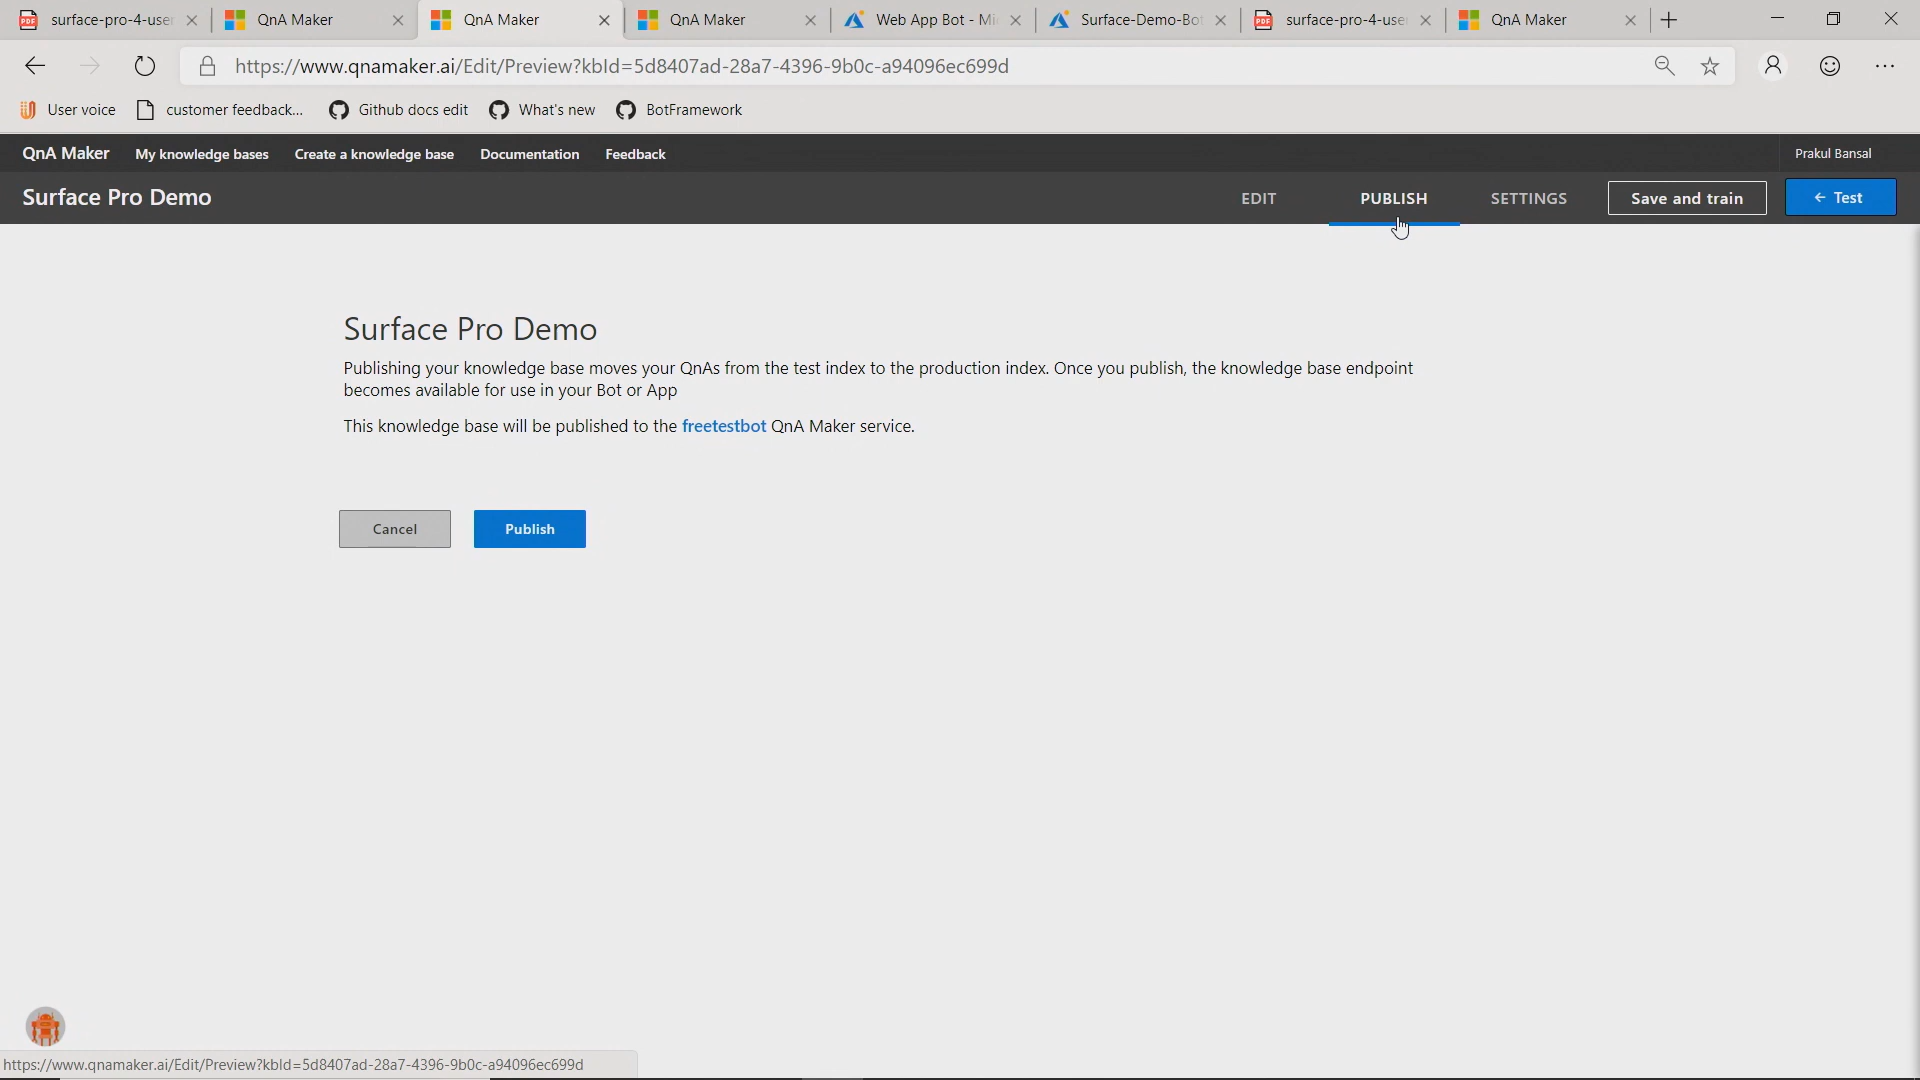 surface-pro-4-user
QnA Maker
QnA Maker
QnA Maker
Web App Bot - Mi
Surface-Demo-Bot
surface-pro-4-user
QnA Maker
https://www.qnamaker.ai/Edit/Preview?kbId=5d8407ad-28a7-4396-9b0c-a94096ec699d
User voice
customer feedback...
Github docs edit
What's new
BotFramework
QnA Maker
My knowledge bases
Create a knowledge base
Documentation
Feedback
Prakul Bansal
Surface Pro Demo
EDIT
PUBLISH
SETTINGS
Save and train
← Test
Surface Pro Demo
Publishing your knowledge base moves your QnAs from the test index to the production index. Once you publish, the knowledge base endpoint
becomes available for use in your Bot or App
This knowledge base will be published to the freetestbot QnA Maker service.
Cancel
Publish
https://www.qnamaker.ai/Edit/Preview?kbId=5d8407ad-28a7-4396-9b0c-a94096ec699d